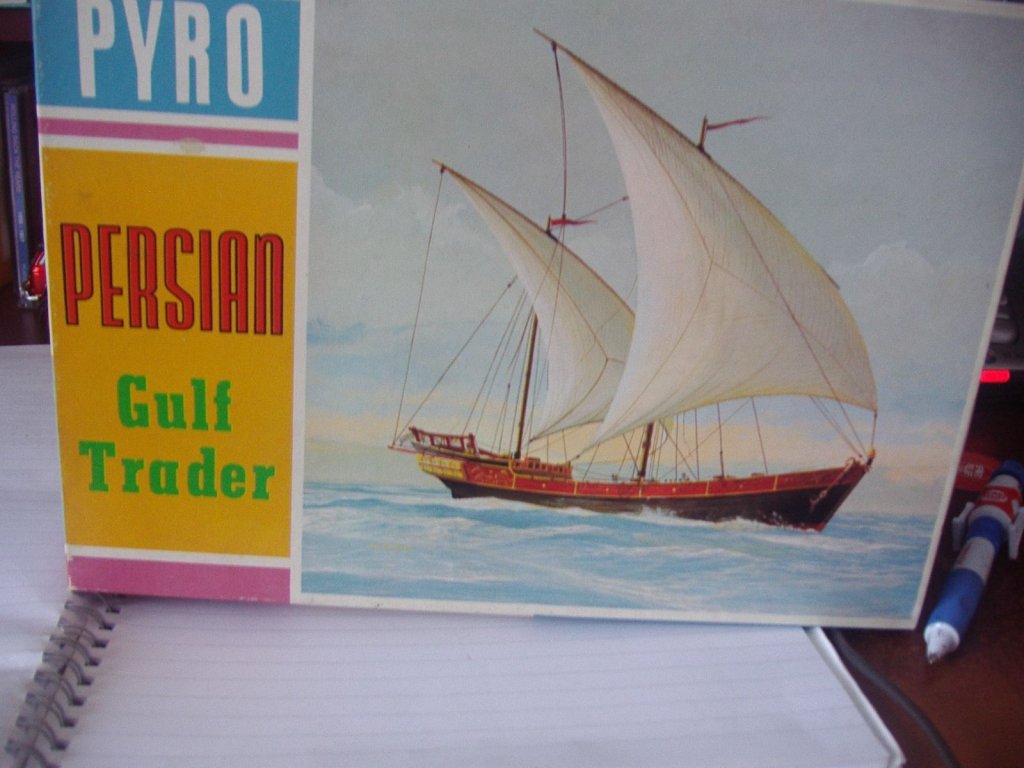 PYRO
PERSIAN
Gulf
Trader